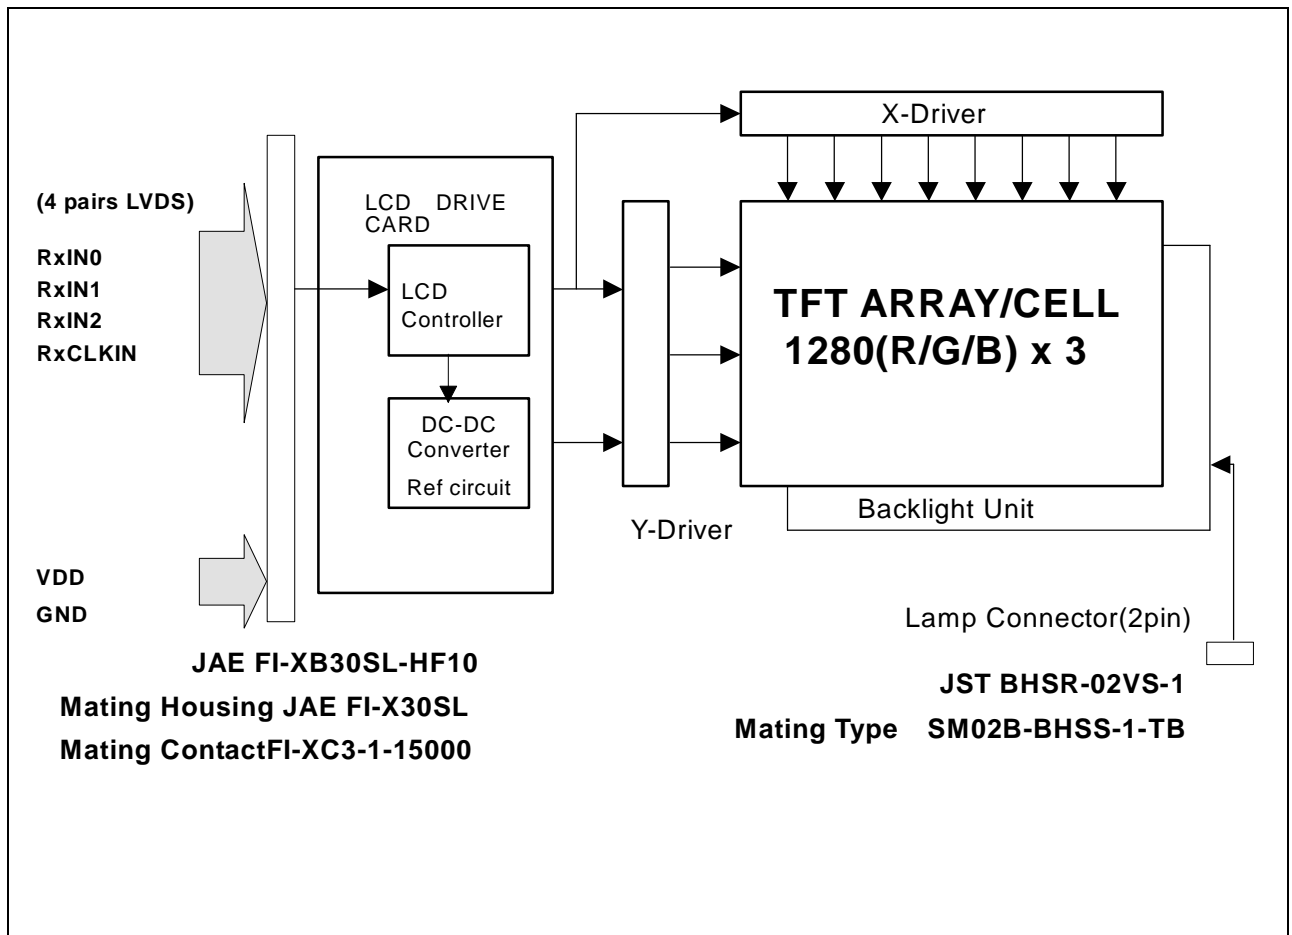 X-Driver
(4 pairs LVDS)
RxIN0
RxIN1
RxIN2
RxCLKIN
LCD DRIVE
CARD
LCD
Controller
DC-DC
Converter
Ref circuit
TFT ARRAY/CELL
1280(R/G/B) x 3
Y-Driver
Backlight Unit
VDD
GND
Lamp Connector(2pin)
JAE FI-XB30SL-HF10
Mating Housing JAE FI-X30SL
Mating ContactFI-XC3-1-15000
JST BHSR-02VS-1
Mating Type SM02B-BHSS-1-TB